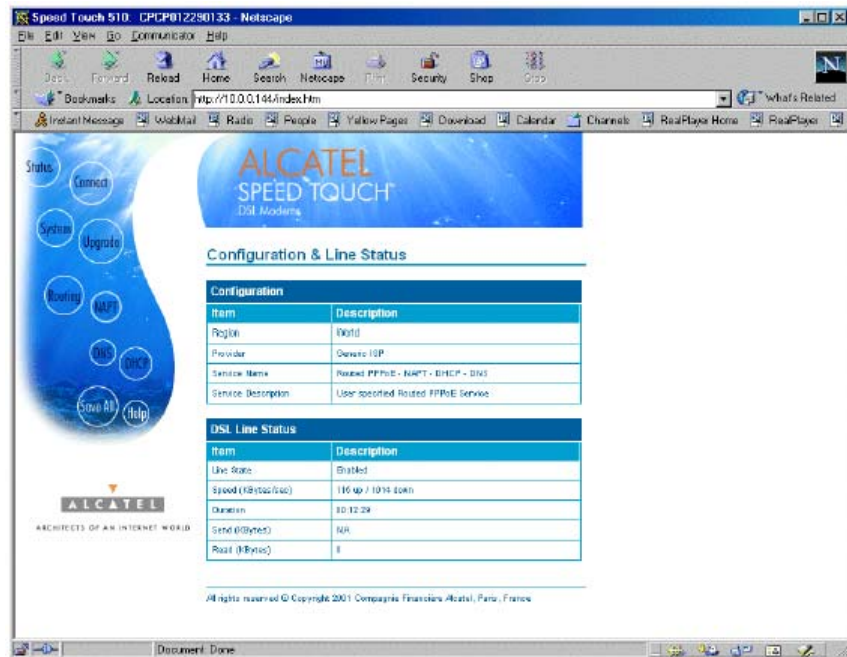 Speed Touch 510: CPCP012290133 - Netscape
File Edit View Go Communicator Help
Back Forward Reload Home Search Netscape Print Security Shop Stop
N
Bookmarks Location: http://10.0.0.144/index.htm What's Related
Instant Message WebMail Radio People Yellow Pages Download Calendar Channels RealPlayer Home RealPlayer
Status
Connect
System
Upgrade
Routing
NAPT
DNS
DHCP
Save All
Help
ALCATEL
ARCHITECTS OF AN INTERNET WORLD
ALCATEL
SPEED TOUCH™
DSL Modems
Configuration & Line Status
Configuration
Item Description
Region World
Provider Generic ISP
Service Name Routed PPPoE - NAPT - DHCP - DNS
Service Description User specified Routed PPPoE Service
DSL Line Status
Item Description
Line State Enabled
Speed (KBytes/sec) 116 up / 1014 down
Duration 00:12:29
Send (KBytes) N/A
Read (KBytes)
All rights reserved © Copyright 2001 Compagnie Financière Alcatel, Paris, France
Document: Done